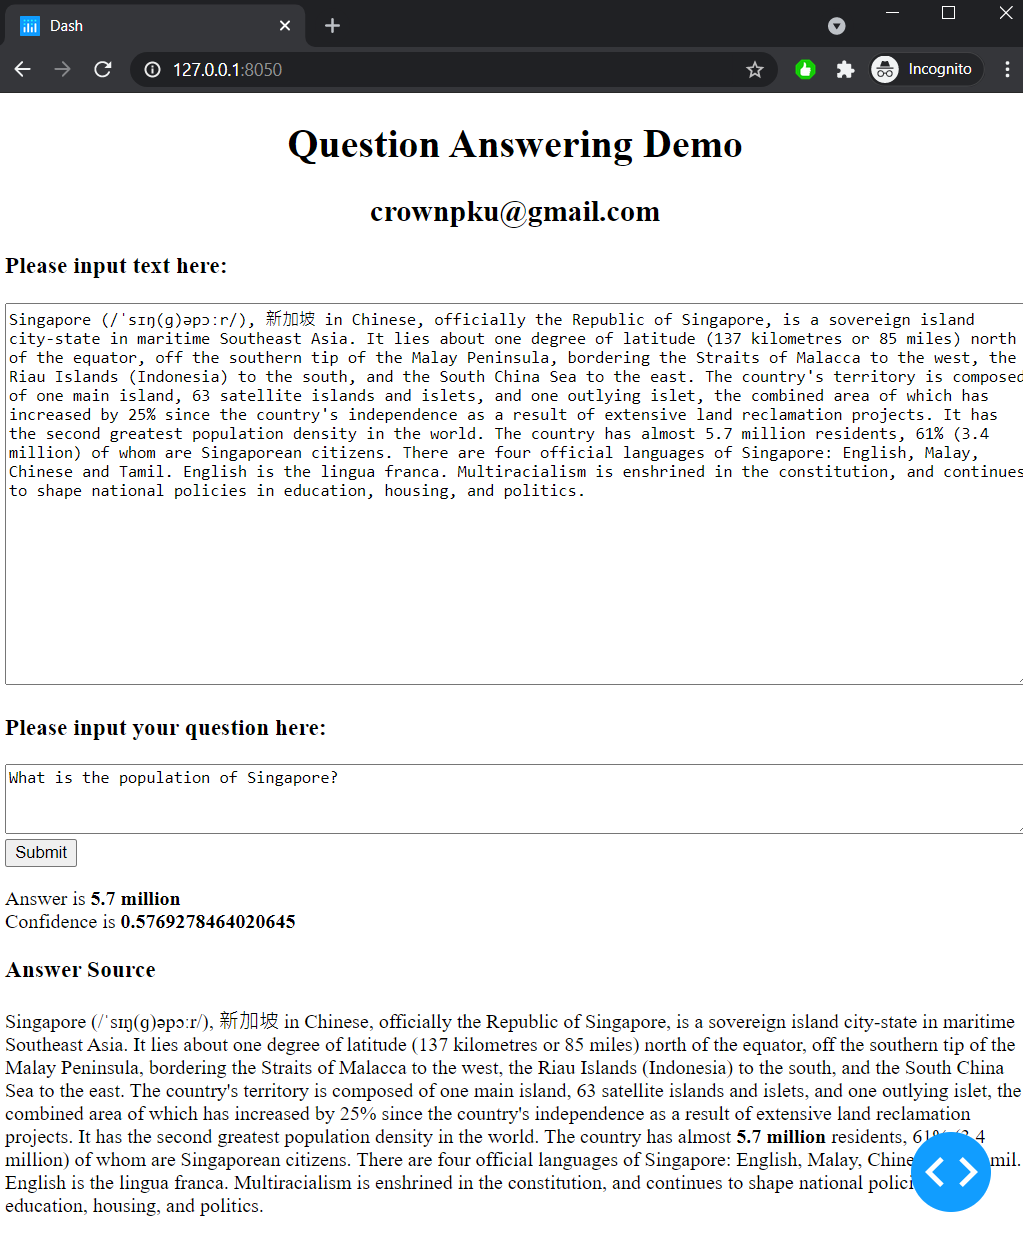 Dash
127.0.0.1:8050
Incognito
Question Answering Demo
crownpku@gmail.com
Please input text here:
Singapore (/ˈsɪŋ(ɡ)əpɔːr/), 新加坡 in Chinese, officially the Republic of Singapore, is a sovereign island
city-state in maritime Southeast Asia. It lies about one degree of latitude (137 kilometres or 85 miles) north
of the equator, off the southern tip of the Malay Peninsula, bordering the Straits of Malacca to the west, the
Riau Islands (Indonesia) to the south, and the South China Sea to the east. The country's territory is composed
of one main island, 63 satellite islands and islets, and one outlying islet, the combined area of which has
increased by 25% since the country's independence as a result of extensive land reclamation projects. It has
the second greatest population density in the world. The country has almost 5.7 million residents, 61% (3.4
million) of whom are Singaporean citizens. There are four official languages of Singapore: English, Malay,
Chinese and Tamil. English is the lingua franca. Multiracialism is enshrined in the constitution, and continues
to shape national policies in education, housing, and politics.
Please input your question here:
What is the population of Singapore?
Submit
Answer is 5.7 million
Confidence is 0.5769278464020645
Answer Source
Singapore (/ˈsɪŋ(ɡ)əpɔːr/), 新加坡 in Chinese, officially the Republic of Singapore, is a sovereign island city-state in maritime
Southeast Asia. It lies about one degree of latitude (137 kilometres or 85 miles) north of the equator, off the southern tip of the
Malay Peninsula, bordering the Straits of Malacca to the west, the Riau Islands (Indonesia) to the south, and the South China
Sea to the east. The country's territory is composed of one main island, 63 satellite islands and islets, and one outlying islet, the
combined area of which has increased by 25% since the country's independence as a result of extensive land reclamation
projects. It has the second greatest population density in the world. The country has almost 5.7 million residents, 61% (3.4
million) of whom are Singaporean citizens. There are four official languages of Singapore: English, Malay,
English is the lingua franca. Multiracialism is enshrined in the constitution, and continues to shape national
education, housing, and politics.